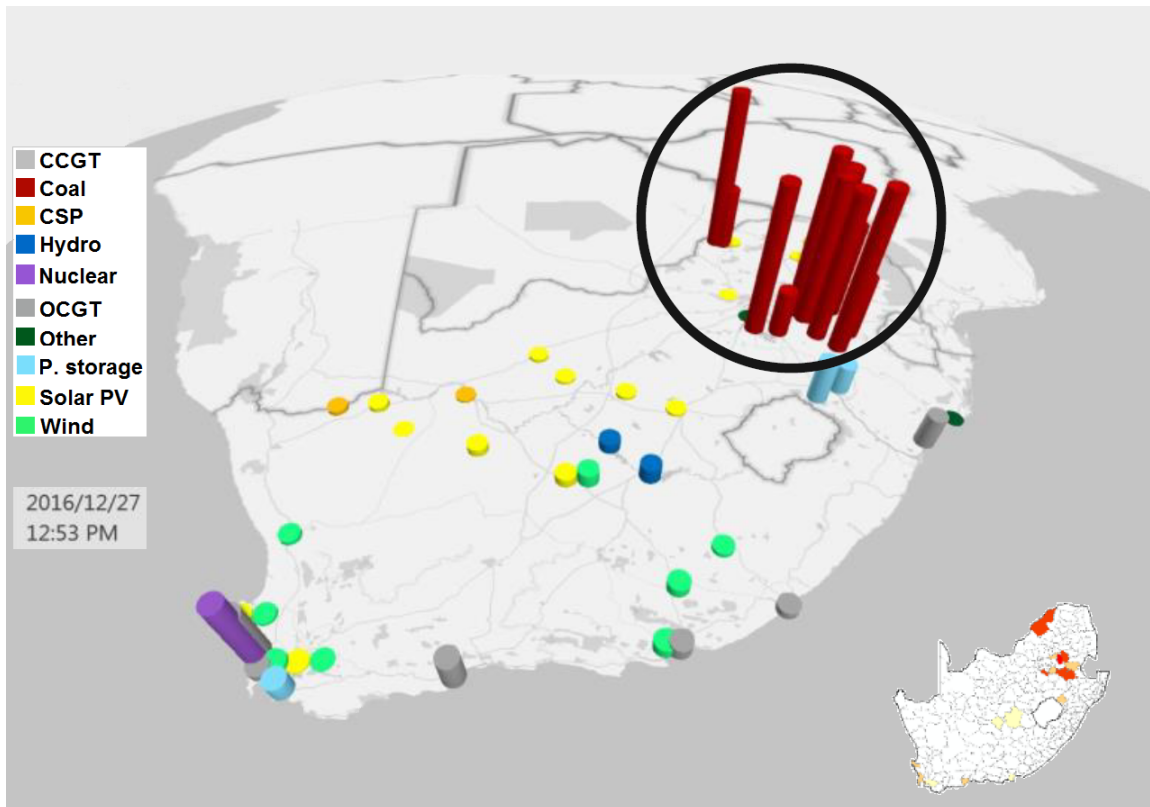 CCGT
Coal
CSP
Hydro
Nuclear
OCGT
Other
P. storage
Solar PV
Wind
2016/12/27
12:53 PM